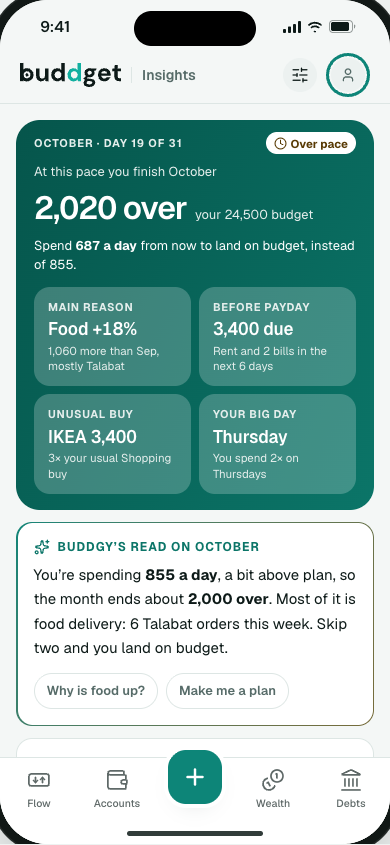 9:41
buddget
Insights
OCTOBER · DAY 19 OF 31
Over pace
At this pace you finish October
2,020 over your 24,500 budget
Spend 687 a day from now to land on budget, instead
of 855.
MAIN REASON
Food +18%
1,060 more than Sep,
mostly Talabat
BEFORE PAYDAY
3,400 due
Rent and 2 bills in the
next 6 days
UNUSUAL BUY
IKEA 3,400
3× your usual Shopping
buy
YOUR BIG DAY
Thursday
You spend 2× on
Thursdays
BUDDGY’S READ ON OCTOBER
You’re spending 855 a day, a bit above plan, so
the month ends about 2,000 over. Most of it is
food delivery: 6 Talabat orders this week. Skip
two and you land on budget.
Why is food up?
Make me a plan
Flow
Accounts
Wealth
Debts